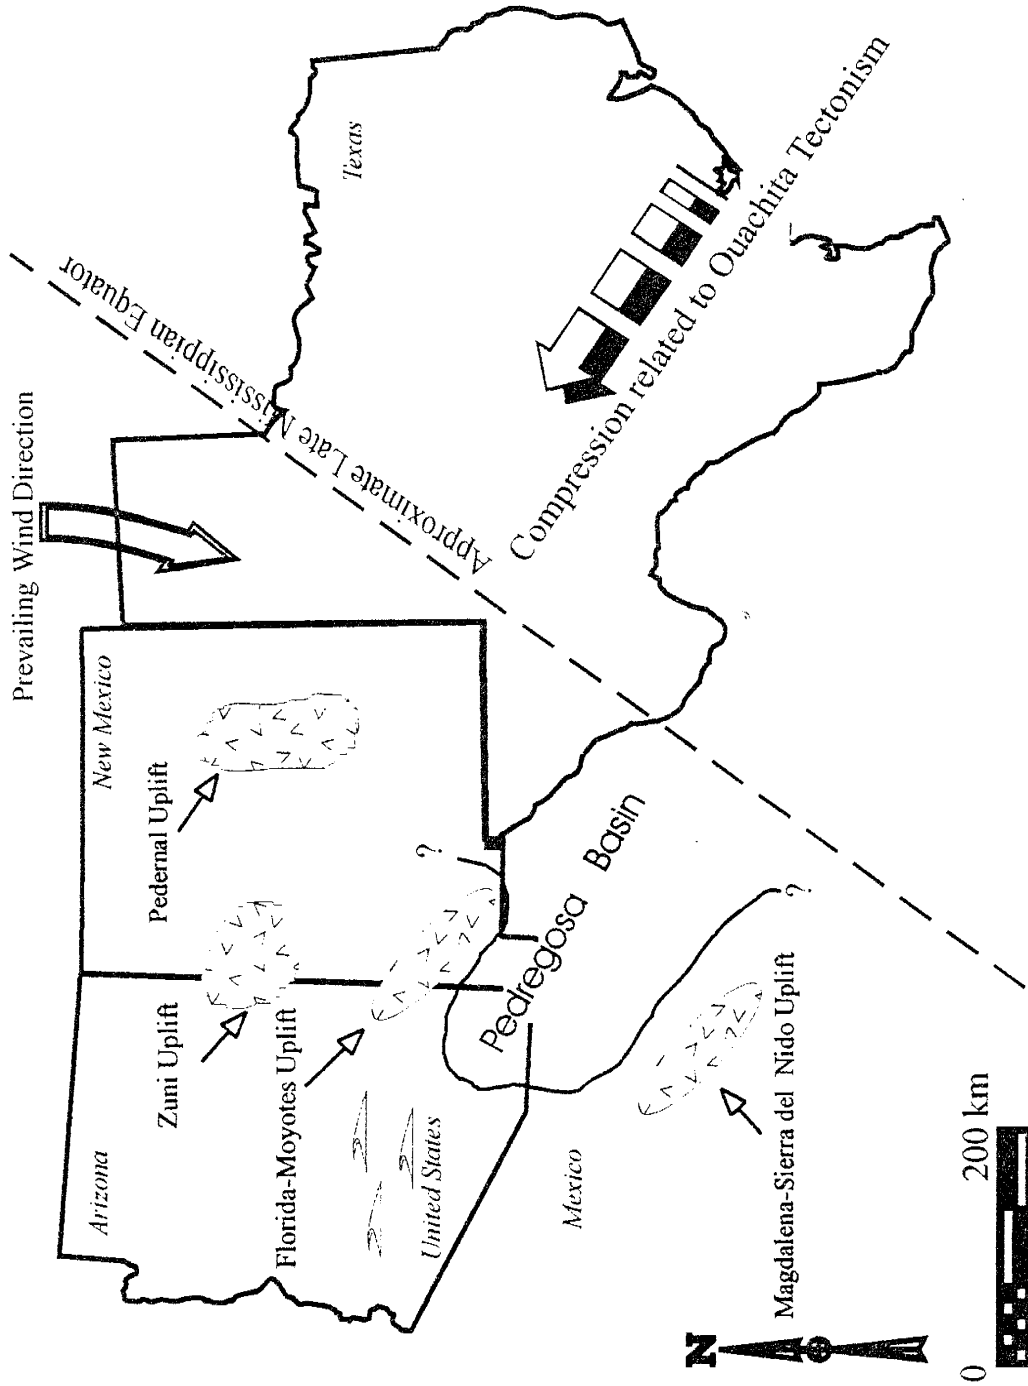 Prevailing Wind Direction
Arizona
New Mexico
Texas
Zuni Uplift
Pedernal Uplift
Approximate Late Mississippian Equator
Florida-Moyotes Uplift
?
United States
Pedregosa Basin
Compression related to Ouachita Tectonism
Mexico
?
Magdalena-Sierra del Nido Uplift
N
0
200 km